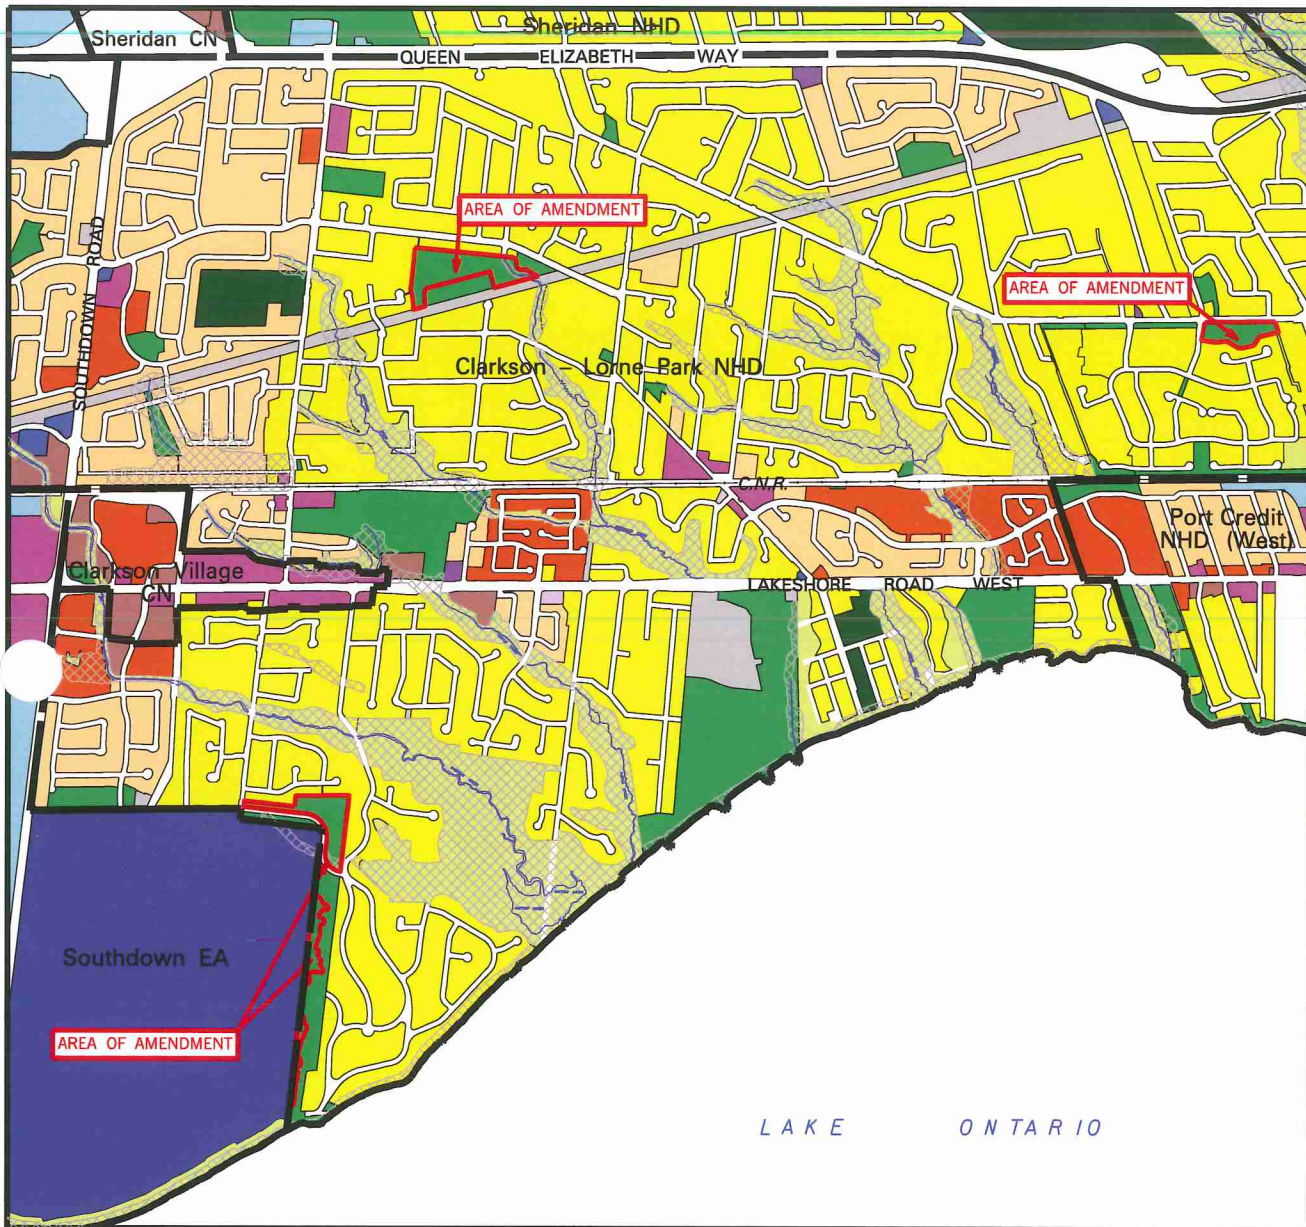 Sheridan NHD
Sheridan CN
QUEEN ELIZABETH WAY
AREA OF AMENDMENT
SOUTHDOWN ROAD
AREA OF AMENDMENT
Clarkson - Lorne Park NHD
C.N.R.
Port Credit
NHD (West)
Clarkson Village
CN
LAKESHORE ROAD WEST
Southdown EA
AREA OF AMENDMENT
LAKE ONTARIO